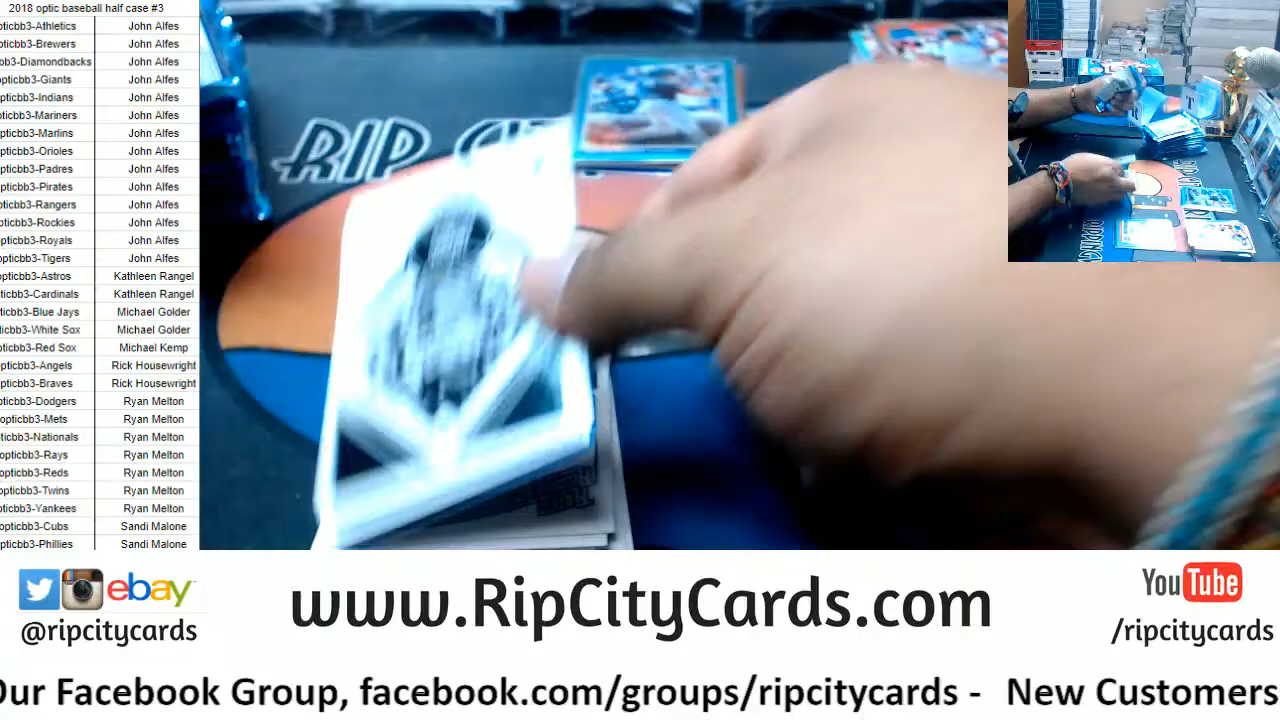 2018 optic baseball half case #3
pticbb3-Athletics John Alfes
pticbb3-Brewers John Alfes
bb3-Diamondbacks John Alfes
pticbb3-Giants John Alfes
pticbb3-Indians John Alfes
pticbb3-Mariners John Alfes
pticbb3-Marlins John Alfes
pticbb3-Orioles John Alfes
pticbb3-Padres John Alfes
pticbb3-Pirates John Alfes
pticbb3-Rangers John Alfes
pticbb3-Rockies John Alfes
pticbb3-Royals John Alfes
pticbb3-Tigers John Alfes
opticbb3-Astros Kathleen Rangel
ticbb3-Cardinals Kathleen Rangel
ticbb3-Blue Jays Michael Golder
ticbb3-White Sox Michael Golder
ticbb3-Red Sox Michael Kemp
opticbb3-Angels Rick Housewright
opticbb3-Braves Rick Housewright
pticbb3-Dodgers Ryan Melton
opticbb3-Mets Ryan Melton
ticbb3-Nationals Ryan Melton
opticbb3-Rays Ryan Melton
opticbb3-Reds Ryan Melton
opticbb3-Twins Ryan Melton
pticbb3-Yankees Ryan Melton
opticbb3-Cubs Sandi Malone
pticbb3-Phillies Sandi Malone
RIP
ebay
@ripcitycards
www.RipCityCards.com
YouTube
/ripcitycards
Our Facebook Group, facebook.com/groups/ripcitycards - New Customers